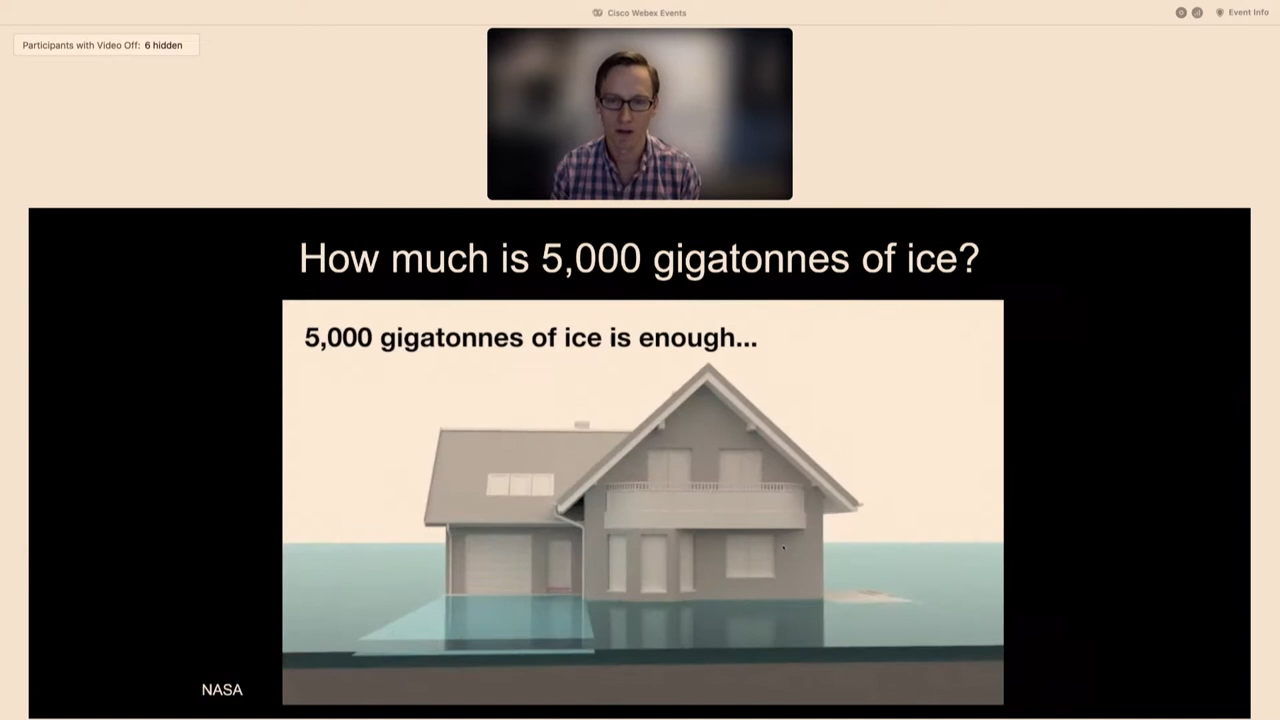 Cisco Webex Events
Event Info
Participants with Video Off: 6 hidden
How much is 5,000 gigatonnes of ice?
5,000 gigatonnes of ice is enough...
NASA